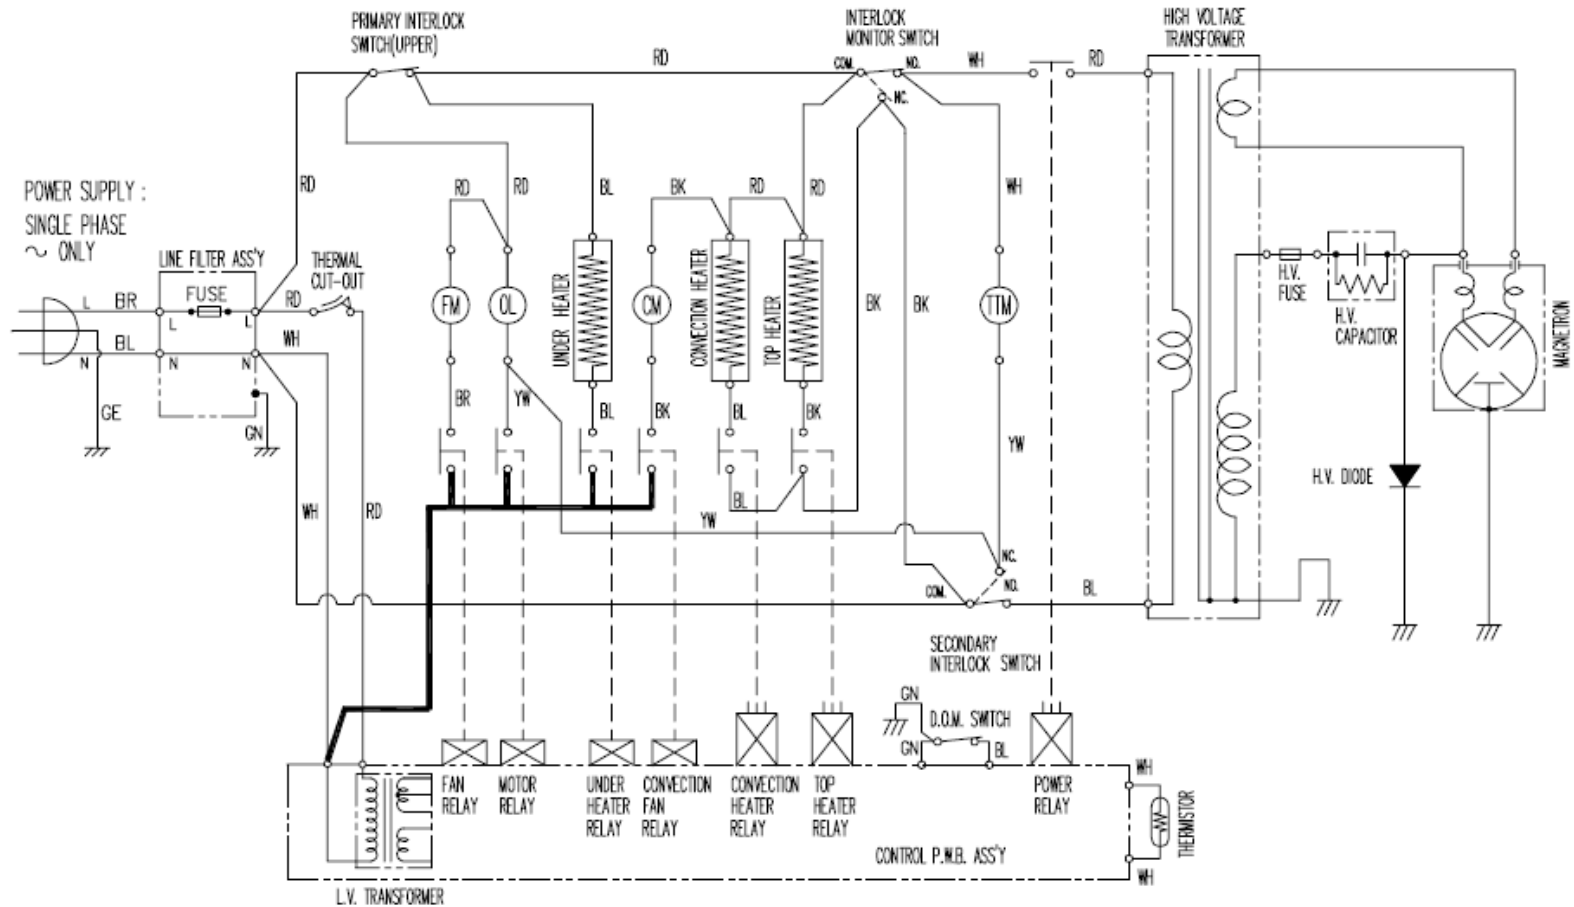 PRIMARY INTERLOCK
SWITCH(UPPER)
INTERLOCK
MONITOR SWITCH
HIGH VOLTAGE
TRANSFORMER
RD
COM.
NO.
WH
RD
NC.
POWER SUPPLY :
SINGLE PHASE
~ ONLY
RD
RD
RD
BL
BK
RD
RD
WH
LINE FILTER ASS'Y
THERMAL
CUT-OUT
FUSE
L
BR
L
L
RD
WH
BL
N
N
N
GE
GN
FM
OL
UNDER HEATER
CM
CONVECTION HEATER
TOP HEATER
BK
BK
TTM
H.V.
FUSE
H.V.
CAPACITOR
MAGNETRON
BR
YW
BL
BK
BL
BK
YW
H.V. DIODE
WH
RD
BL
YW
NC.
NO.
COM.
BL
SECONDARY
INTERLOCK SWITCH
GN
D.O.M. SWITCH
GN
BL
FAN
RELAY
MOTOR
RELAY
UNDER
HEATER
RELAY
CONVECTION
FAN
RELAY
CONVECTION
HEATER
RELAY
TOP
HEATER
RELAY
POWER
RELAY
WH
THERMISTOR
WH
CONTROL P.W.B. ASS'Y
L.V. TRANSFORMER